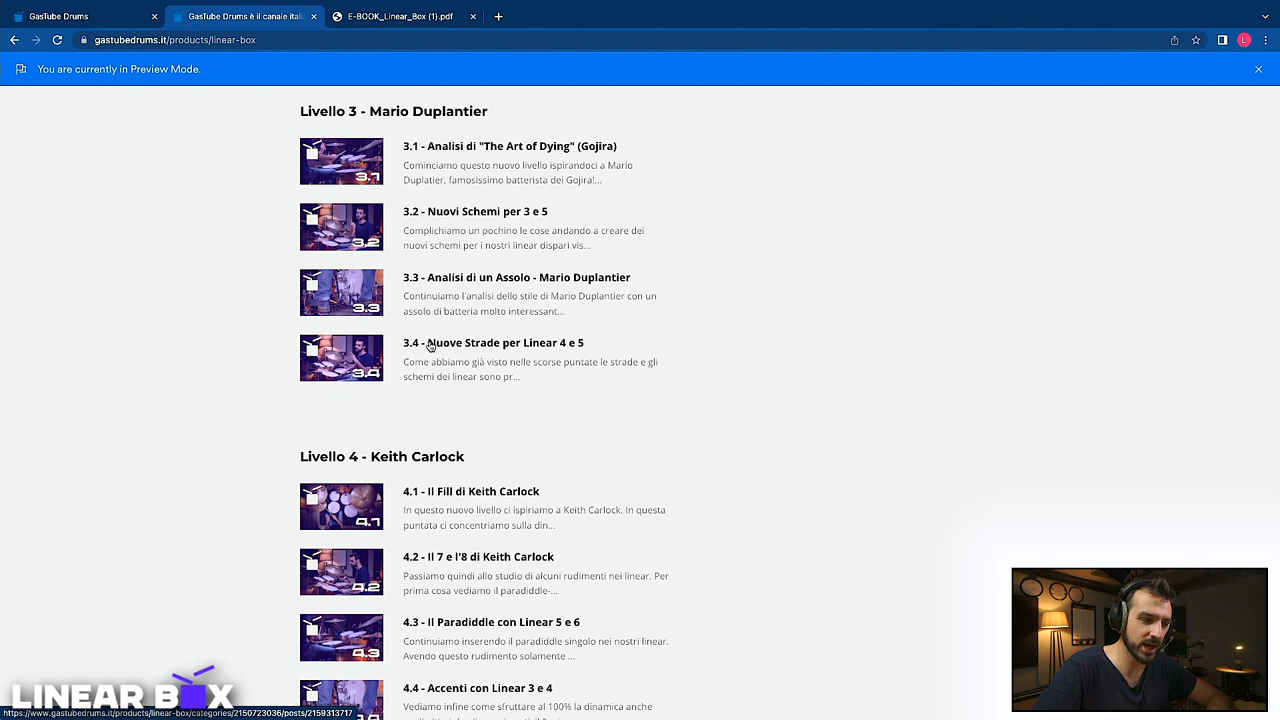 GasTube Drums
GasTube Drums è il canale itali
E-BOOK_Linear_Box (1).pdf
gastubedrums.it/products/linear-box
L
You are currently in Preview Mode.
Livello 3 - Mario Duplantier
3.1
3.1 - Analisi di "The Art of Dying" (Gojira)
Cominciamo questo nuovo livello ispirandoci a Mario
Duplatier, famosissimo batterista dei Gojira!...
3.2
3.2 - Nuovi Schemi per 3 e 5
Complichiamo un pochino le cose andando a creare dei
nuovi schemi per i nostri linear dispari vis...
3.3
3.3 - Analisi di un Assolo - Mario Duplantier
Continuiamo l'analisi dello stile di Mario Duplantier con un
assolo di batteria molto interessant...
3.4
3.4 - Nuove Strade per Linear 4 e 5
Come abbiamo già visto nelle scorse puntate le strade e gli
schemi dei linear sono pr...
Livello 4 - Keith Carlock
4.1
4.1 - Il Fill di Keith Carlock
In questo nuovo livello ci ispiriamo a Keith Carlock. In questa
puntata ci concentriamo sulla din...
4.2
4.2 - Il 7 e l'8 di Keith Carlock
Passiamo quindi allo studio di alcuni rudimenti nei linear. Per
prima cosa vediamo il paradiddle-...
4.3
4.3 - Il Paradiddle con Linear 5 e 6
Continuiamo inserendo il paradiddle singolo nei nostri linear.
Avendo questo rudimento solamente ...
4.4 - Accenti con Linear 3 e 4
Vediamo infine come sfruttare al 100% la dinamica anche
LINEAR BOX
https://www.gastubedrums.it/products/linear-box/categories/2150723036/posts/2159313717